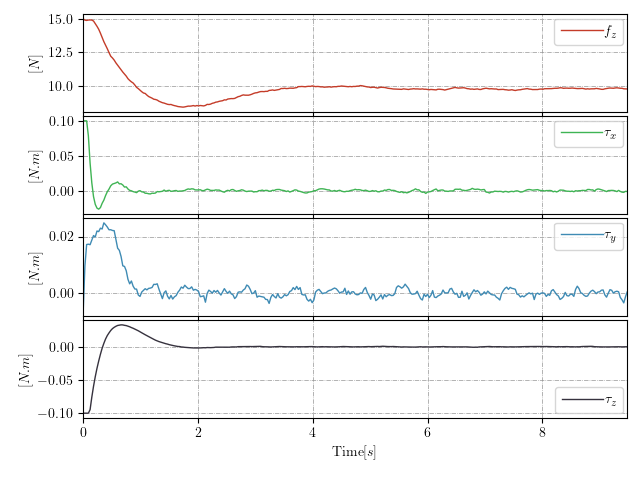 15.0
12.5
10.0
[N]
f_z
0.10
0.05
0.00
[N.m]
τ_x
0.02
0.00
[N.m]
τ_y
0.00
−0.05
−0.10
[N.m]
τ_z
0 2 4 6 8
Time[s]